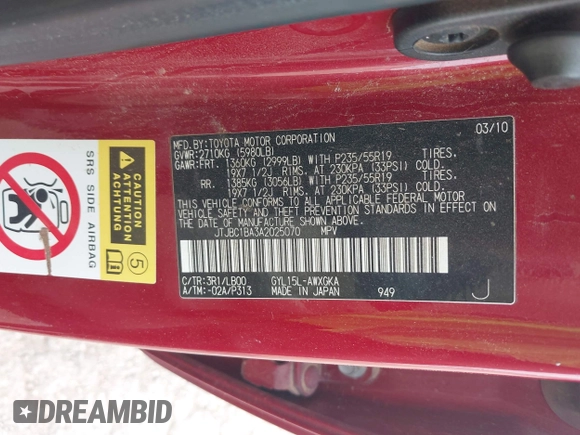 MFD.BY:TOYOTA MOTOR CORPORATION 03/10
GVWR:2710KG (5980LB)
GAWR:FRT. 1360KG (2999LB) WITH P235/55R19 TIRES.
19X7 1/2J RIMS. AT 230KPA (33PSI) COLD.
RR. 1385KG (3056LB) WITH P235/55R19 TIRES.
19X7 1/2J RIMS. AT 230KPA (33PSI) COLD.
THIS VEHICLE CONFORMS TO ALL APPLICABLE FEDERAL MOTOR
VEHICLE SAFETY AND THEFT PREVENTION STANDARDS IN EFFECT ON
THE DATE OF MANUFACTURE SHOWN ABOVE.
JTJBC1BA3A2025070 MPV
C/TR:3R1/LB00 GYL15L-AWXGKA
A/TM:-02A/P313 MADE IN JAPAN 949 J
SRS SIDE AIRBAG
CAUTION
ACHTUNG
ATTENTION
5
DREAMBID